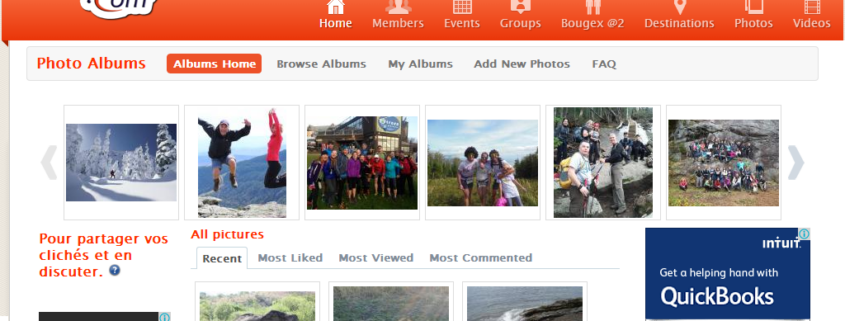 Com
Home Members Events Groups Bougex @2 Destinations Photos Videos
Photo Albums Albums Home Browse Albums My Albums Add New Photos FAQ
Pour partager vos
clichés et en
discuter.
All pictures
Recent Most Liked Most Viewed Most Commented
intuit
Get a helping hand with
QuickBooks